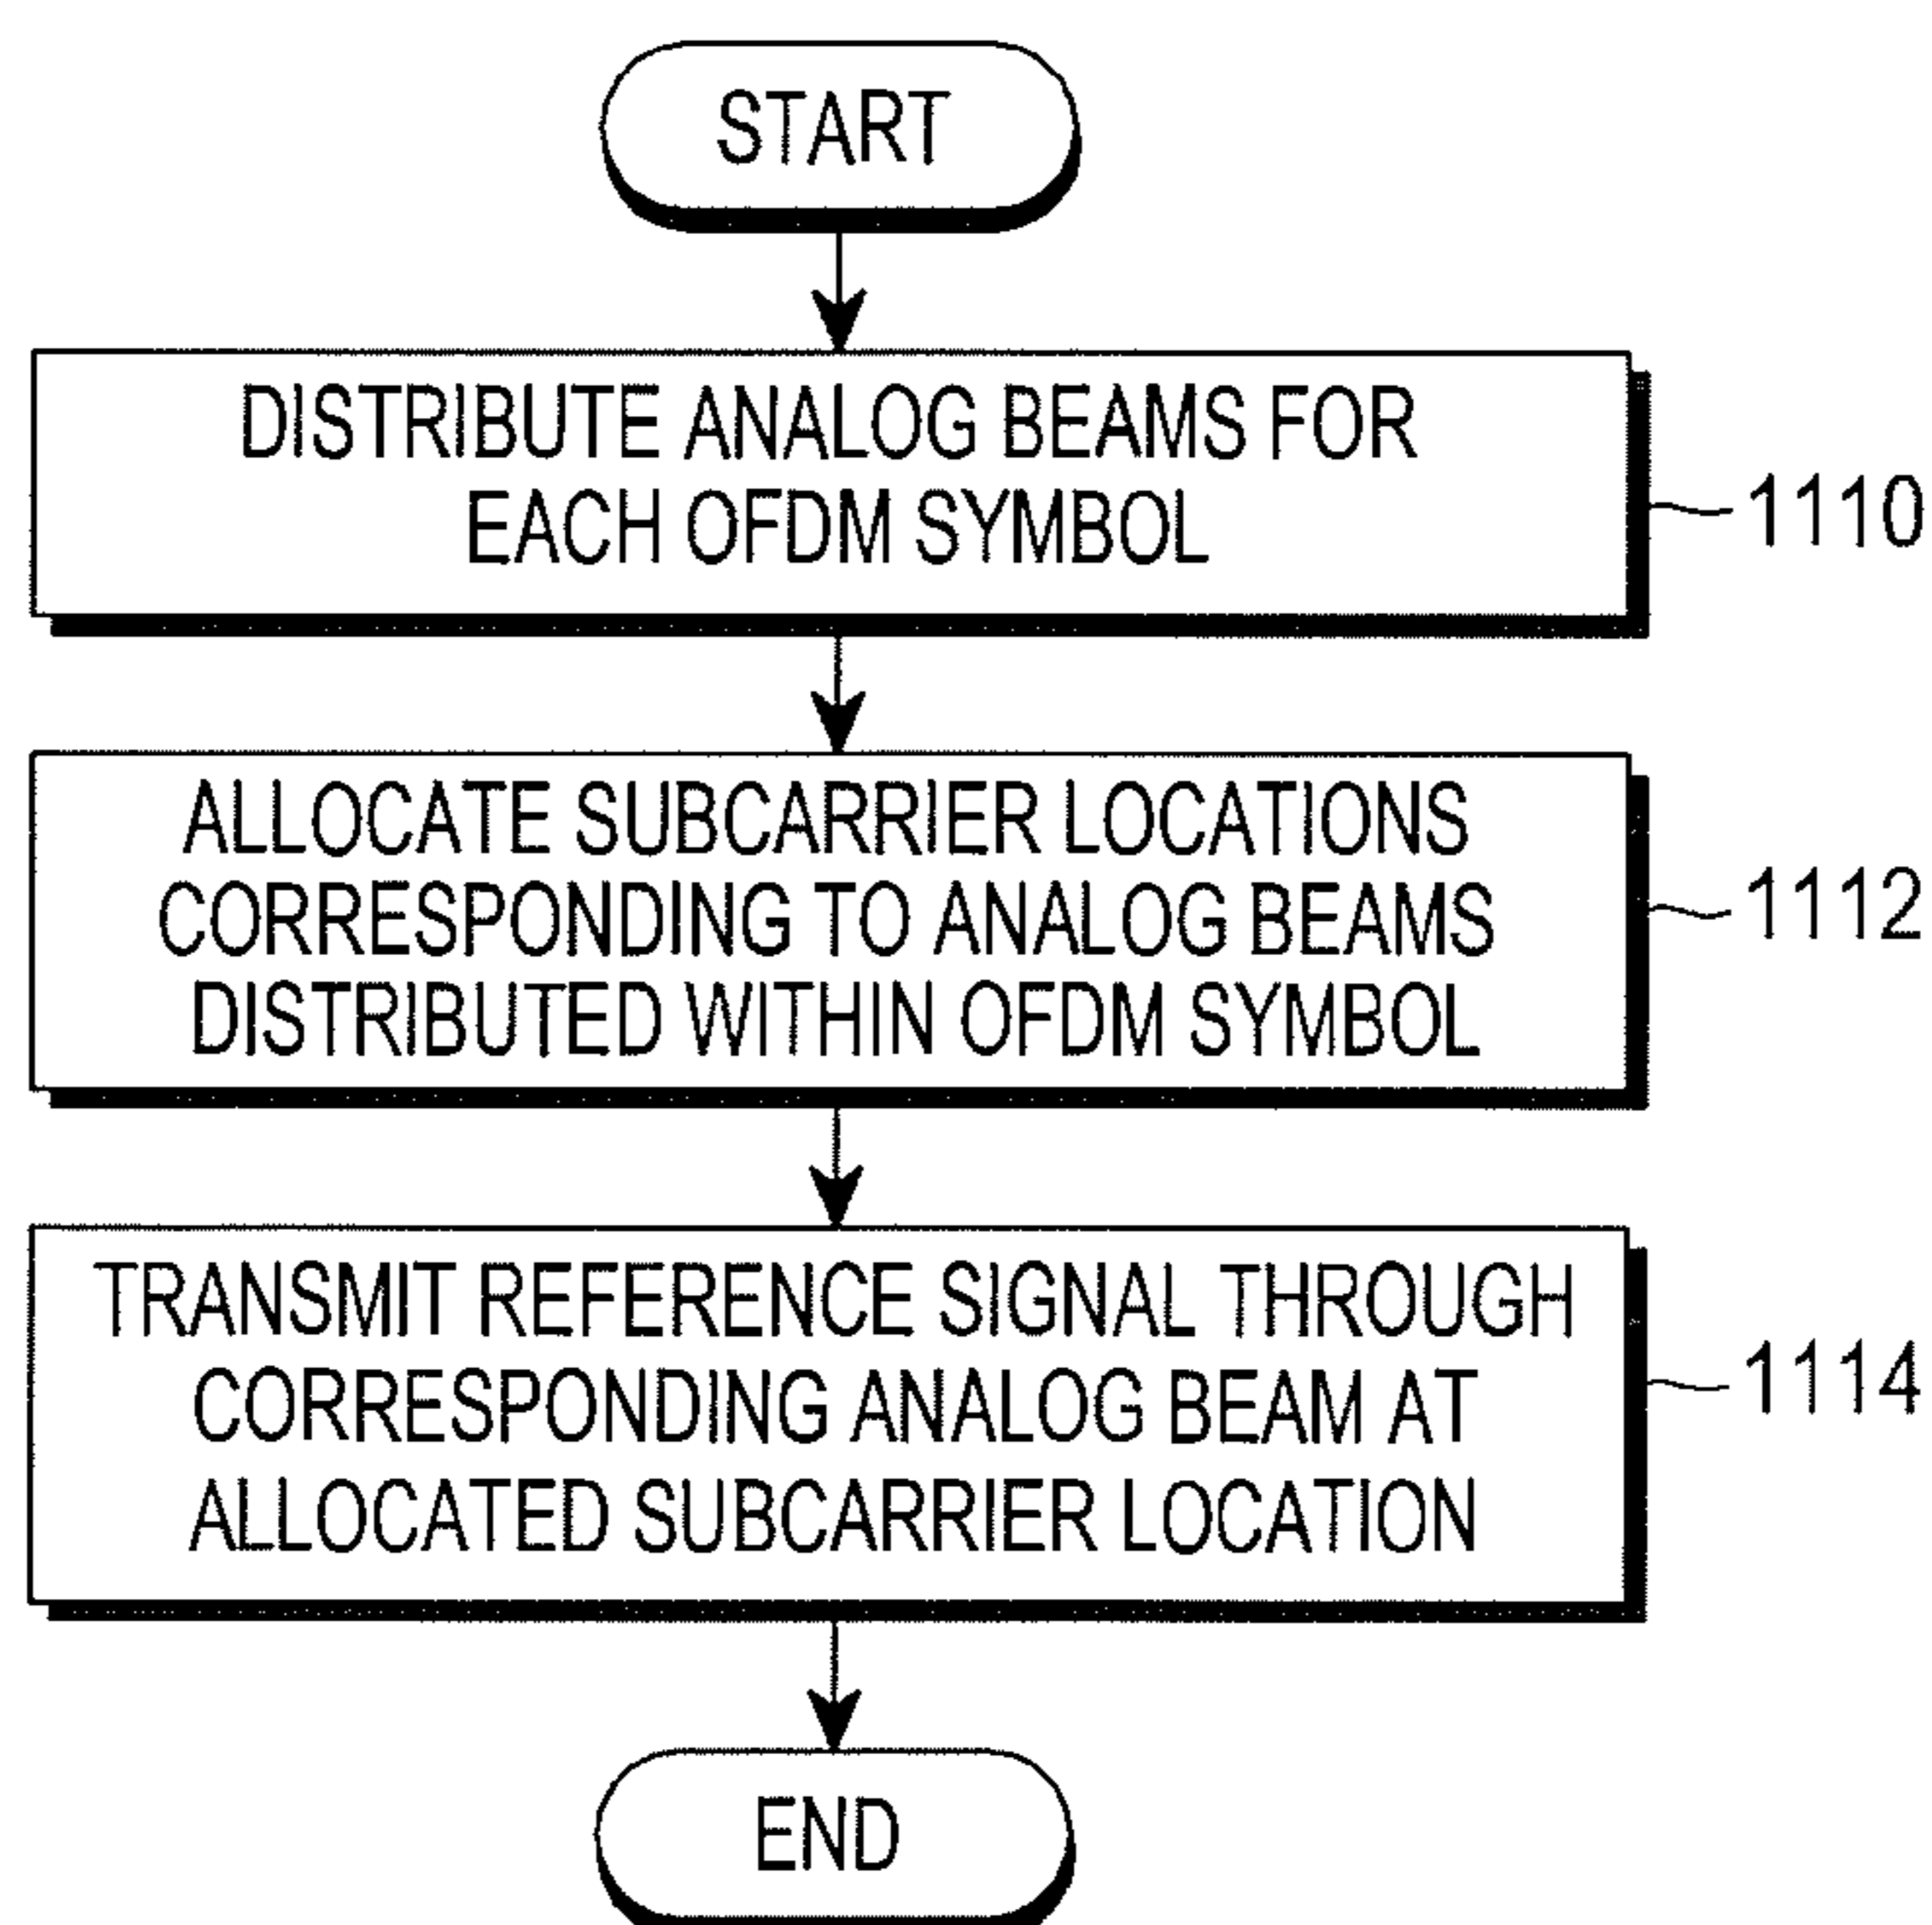 START
DISTRIBUTE ANALOG BEAMS FOR
EACH OFDM SYMBOL
1110
ALLOCATE SUBCARRIER LOCATIONS
CORRESPONDING TO ANALOG BEAMS
DISTRIBUTED WITHIN OFDM SYMBOL
1112
TRANSMIT REFERENCE SIGNAL THROUGH
CORRESPONDING ANALOG BEAM AT
ALLOCATED SUBCARRIER LOCATION
1114
END